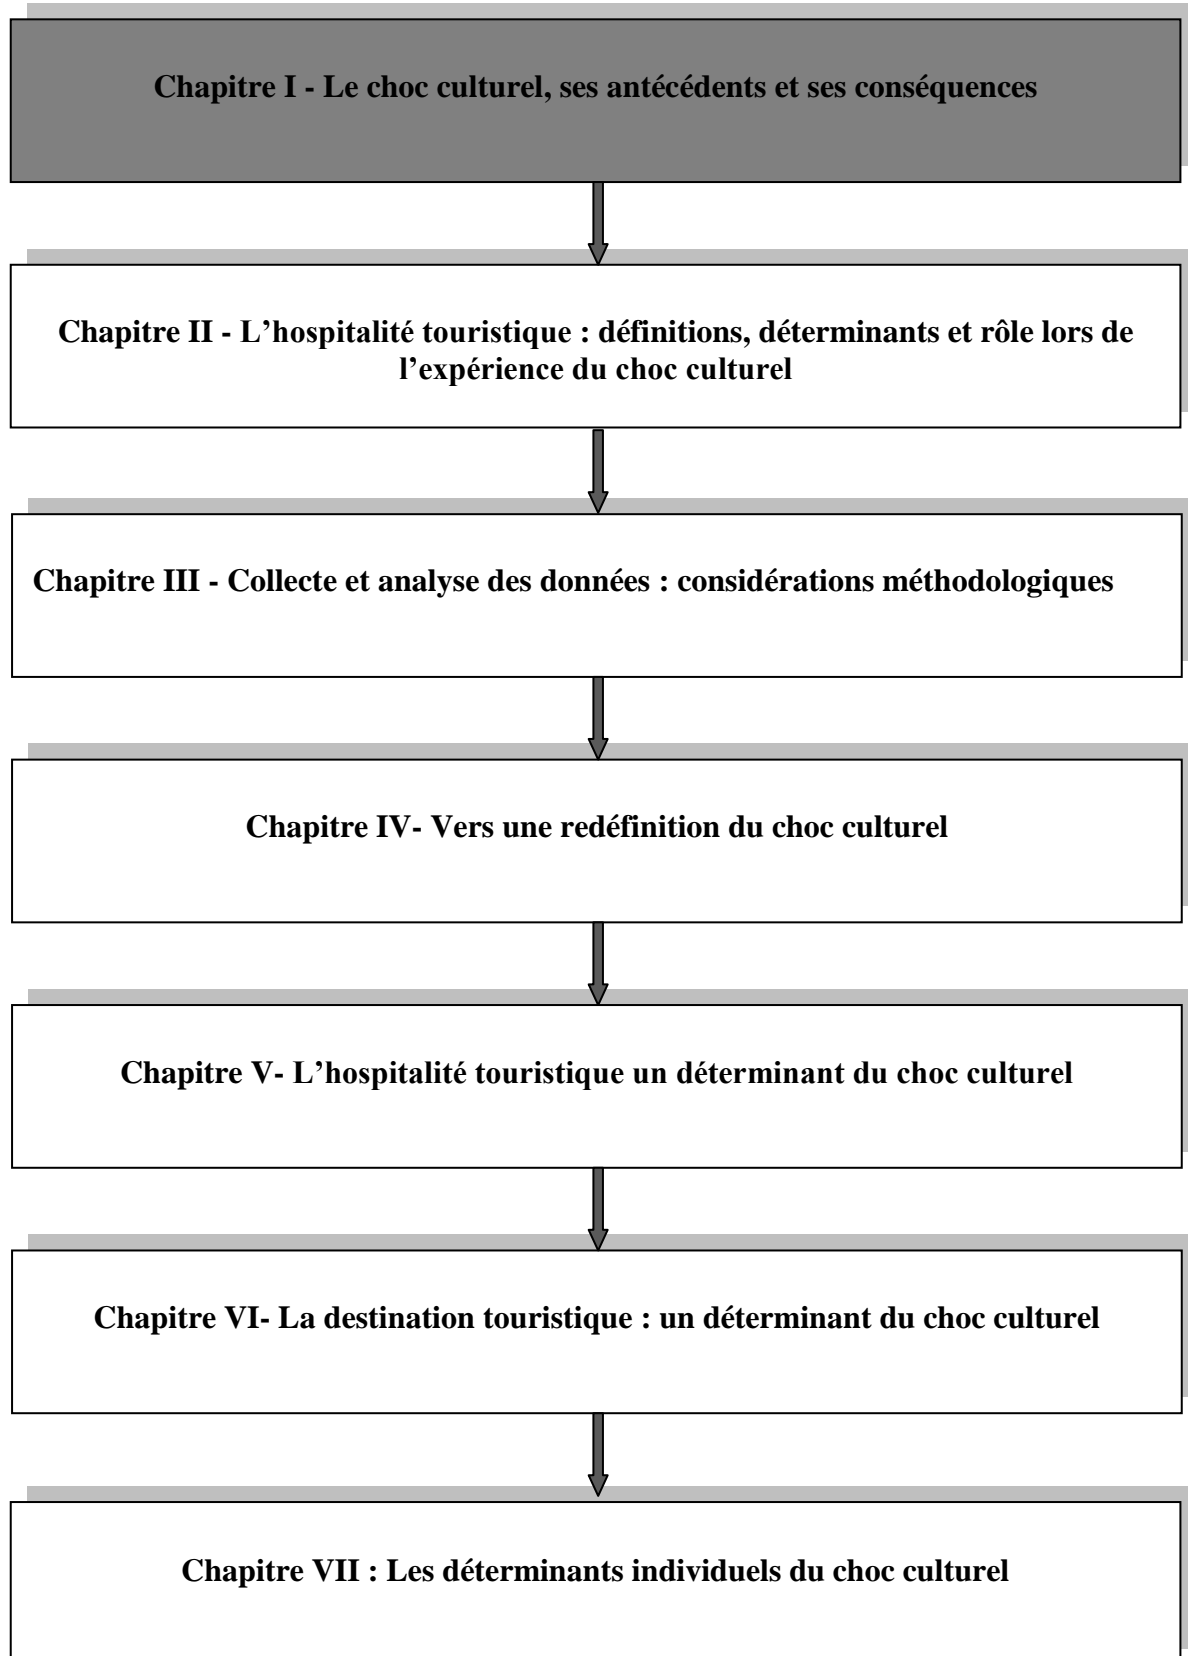 Chapitre I - Le choc culturel, ses antécédents et ses conséquences
Chapitre II - L’hospitalité touristique : définitions, déterminants et rôle lors de
l’expérience du choc culturel
Chapitre III - Collecte et analyse des données : considérations méthodologiques
Chapitre IV- Vers une redéfinition du choc culturel
Chapitre V- L’hospitalité touristique un déterminant du choc culturel
Chapitre VI- La destination touristique : un déterminant du choc culturel
Chapitre VII : Les déterminants individuels du choc culturel